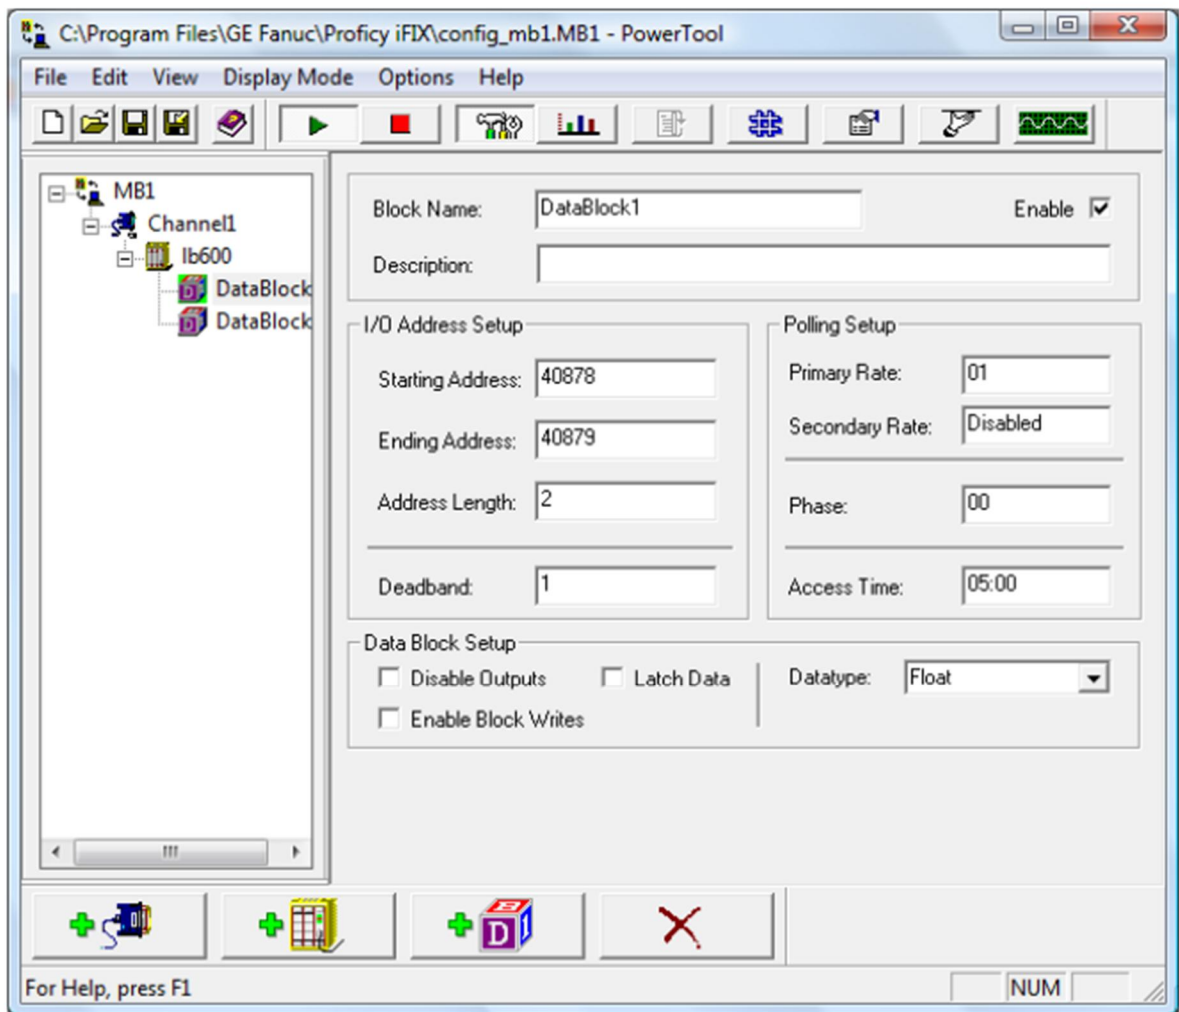 C:\Program Files\GE Fanuc\Proficy iFIX\config_mb1.MB1 - PowerTool
File Edit View Display Mode Options Help
MB1
Channel1
Ib600
DataBlock
DataBlock
Block Name: DataBlock1 Enable
Description:
I/O Address Setup
Starting Address: 40878
Ending Address: 40879
Address Length: 2
Deadband: 1
Polling Setup
Primary Rate: 01
Secondary Rate: Disabled
Phase: 00
Access Time: 05:00
Data Block Setup
Disable Outputs Latch Data Datatype: Float
Enable Block Writes
For Help, press F1 NUM